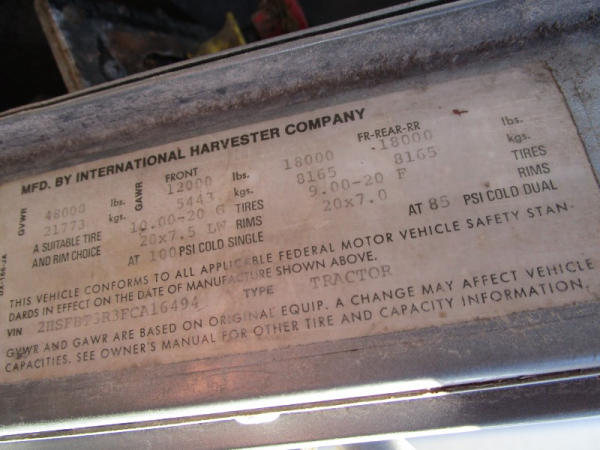 MFD. BY INTERNATIONAL HARVESTER COMPANY
FRONT FR-REAR-RR
GVWR 48000 lbs. GAWR 12000 lbs. 18000 18000 lbs.
21773 kgs. 5443 kgs. 8165 8165 kgs.
A SUITABLE TIRE 10.00-20 G TIRES 9.00-20 F TIRES
AND RIM CHOICE 20x7.5 LW RIMS 20x7.0 RIMS
AT 100 PSI COLD SINGLE AT 85 PSI COLD DUAL
THIS VEHICLE CONFORMS TO ALL APPLICABLE FEDERAL MOTOR VEHICLE SAFETY STAN-
DARDS IN EFFECT ON THE DATE OF MANUFACTURE SHOWN ABOVE.
VIN TYPE TRACTOR
GVWR AND GAWR ARE BASED ON ORIGINAL EQUIP. A CHANGE MAY AFFECT VEHICLE
CAPACITIES. SEE OWNER'S MANUAL FOR OTHER TIRE AND CAPACITY INFORMATION.